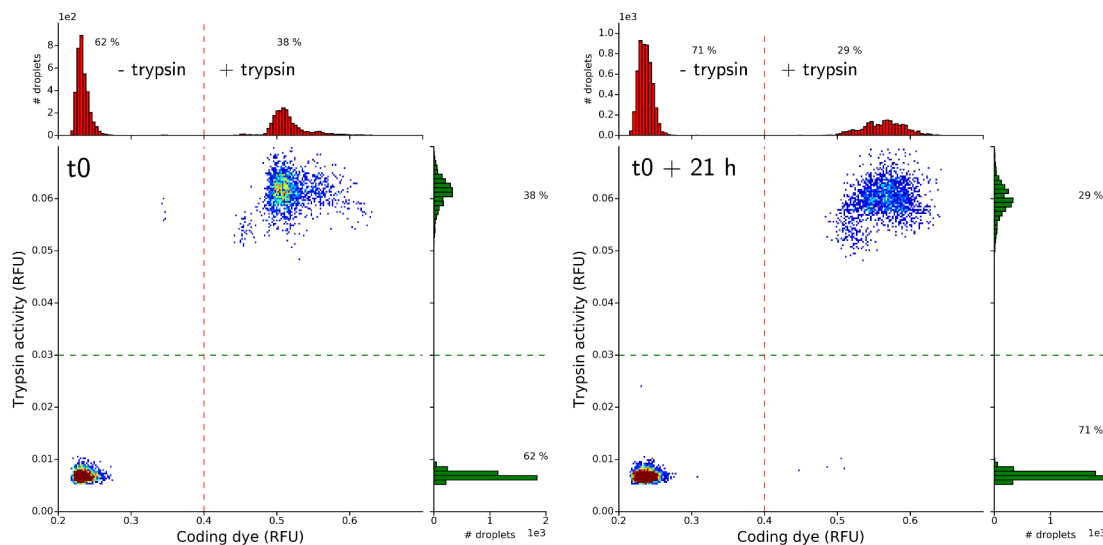 1e2
8
6
4
2
0
# droplets
62 %
38 %
- trypsin
+ trypsin
t0
0.06
0.05
0.04
0.03
0.02
0.01
0.00
Trypsin activity (RFU)
0.2 0.3 0.4 0.5 0.6
Coding dye (RFU)
38 %
62 %
0 1 2
# droplets
1e3
1e3
1.0
0.8
0.6
0.4
0.2
0.0
# droplets
71 %
29 %
- trypsin
+ trypsin
t0 + 21 h
0.06
0.05
0.04
0.03
0.02
0.01
0.00
Trypsin activity (RFU)
0.2 0.3 0.4 0.5 0.6
Coding dye (RFU)
29 %
71 %
0 1
# droplets
1e3